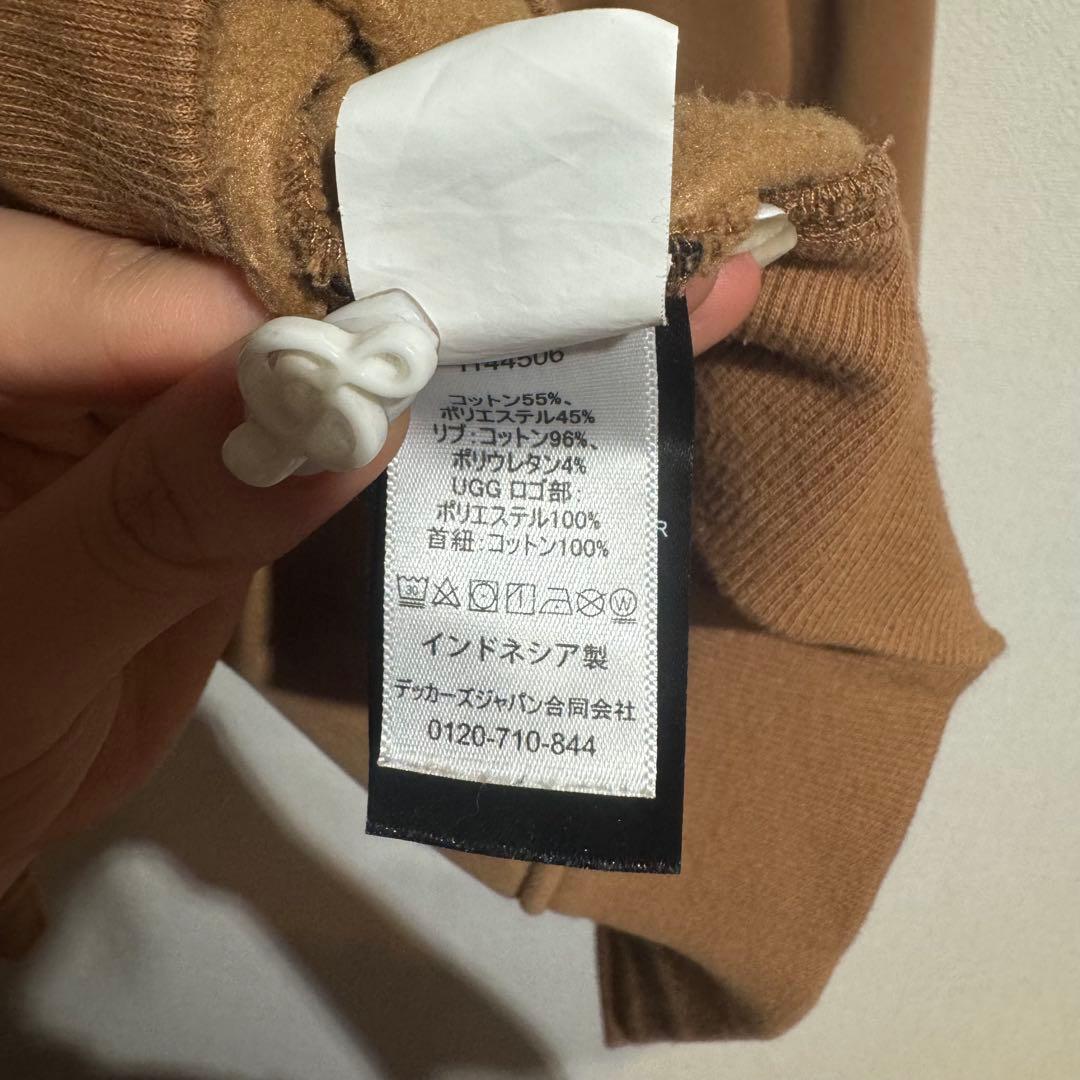 1144506
コットン55%、
ポリエステル45%
リブ:コットン96%、
ポリウレタン4%
UGG ロゴ部:
ポリエステル100%
首紐:コットン100%
30
W
インドネシア製
デッカーズジャパン合同会社
0120-710-844
R